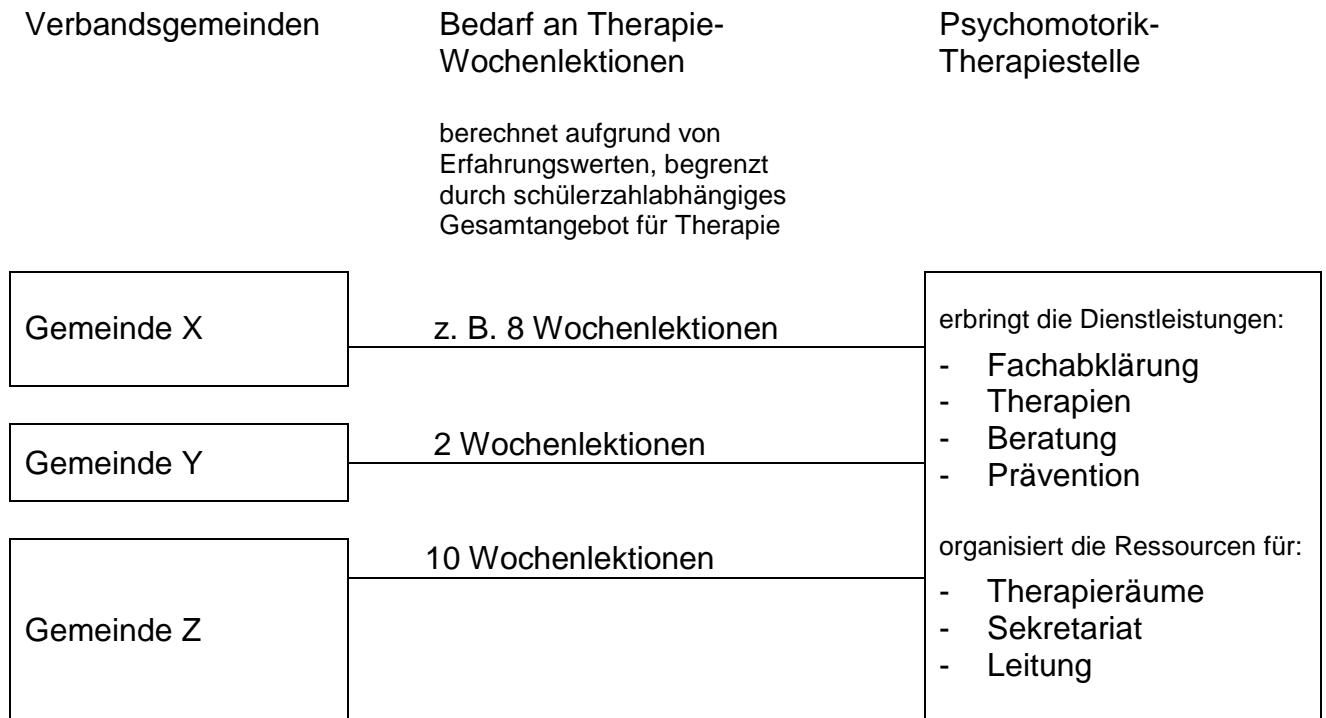 Verbandsgemeinden
Bedarf an Therapie-
Wochenlektionen
Psychomotorik-
Therapiestelle
berechnet aufgrund von
Erfahrungswerten, begrenzt
durch schülerzahlabhängiges
Gesamtangebot für Therapie
Gemeinde X
z. B. 8 Wochenlektionen
Gemeinde Y
2 Wochenlektionen
Gemeinde Z
10 Wochenlektionen
erbringt die Dienstleistungen:
- Fachabklärung
- Therapien
- Beratung
- Prävention
organisiert die Ressourcen für:
- Therapieräume
- Sekretariat
- Leitung